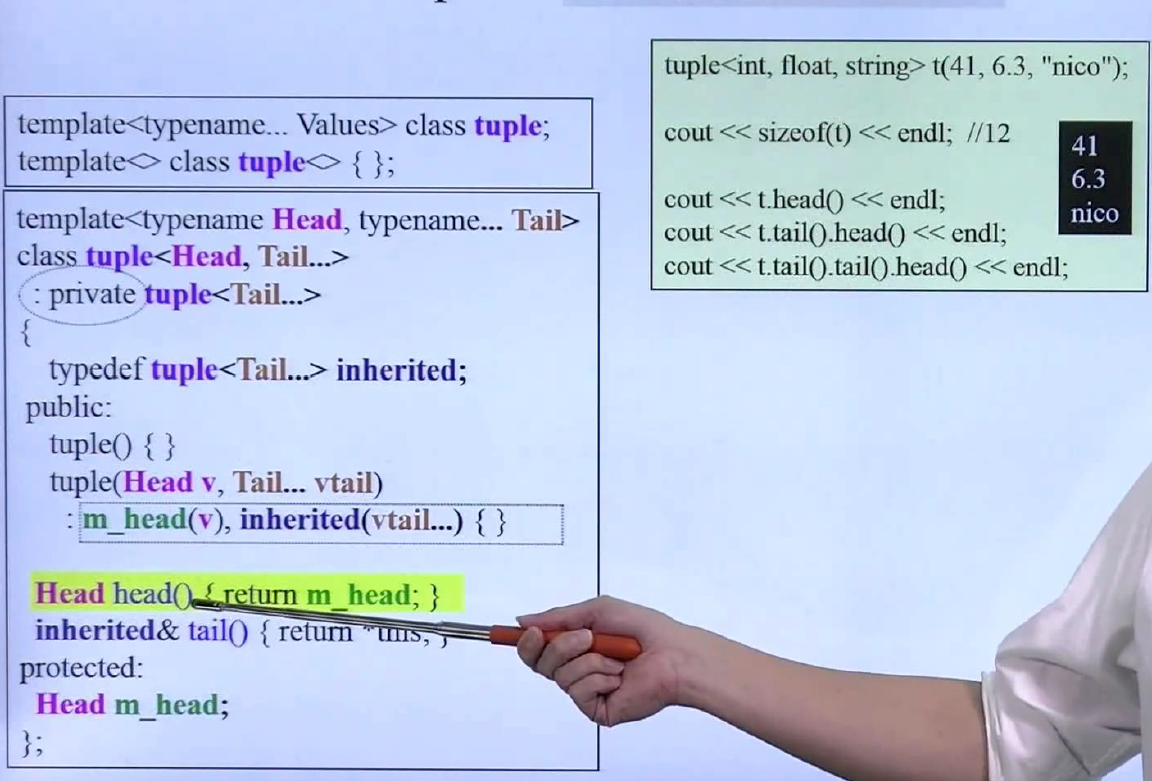 template<typename... Values> class tuple;
template<> class tuple<> { };
template<typename Head, typename... Tail>
class tuple<Head, Tail...>
: private tuple<Tail...>
{
typedef tuple<Tail...> inherited;
public:
tuple() { }
tuple(Head v, Tail... vtail)
: m_head(v), inherited(vtail...) { }
Head head() { return m_head; }
inherited& tail() { return *this; }
protected:
Head m_head;
};
tuple<int, float, string> t(41, 6.3, "nico");
cout << sizeof(t) << endl; //12
cout << t.head() << endl;
cout << t.tail().head() << endl;
cout << t.tail().tail().head() << endl;
41
6.3
nico